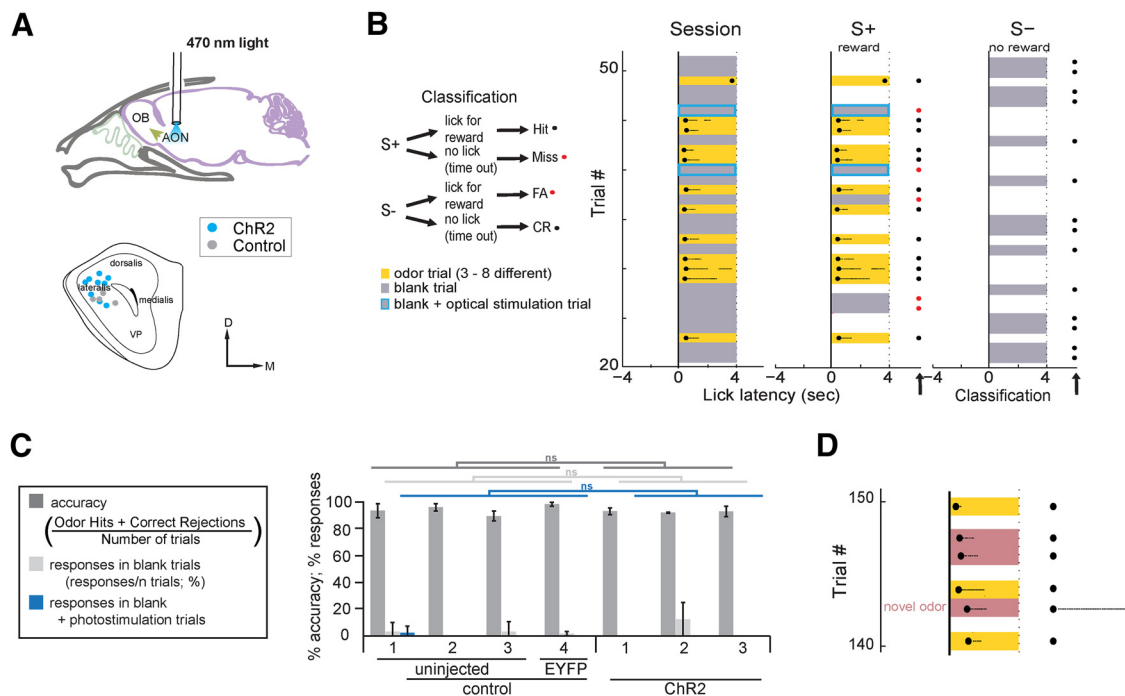 A
470 nm light
OB
AON
ChR2
Control
dorsalis
lateralis
medialis
VP
D
M
B
Session
S+
reward
S−
no reward
Classification
S+
lick for
reward
Hit
no lick
(time out)
Miss
S-
lick for
reward
FA
no lick
(time out)
CR
odor trial (3 - 8 different)
blank trial
blank + optical stimulation trial
Trial #
50
20
−4 0 4 −4 0 4 −4 0 4
Lick latency (sec)
Classification
C
accuracy
(Odor Hits + Correct Rejections
Number of trials)
responses in blank trials
(responses/n trials; %)
responses in blank
+ photostimulation trials
ns
ns
ns
% accuracy; % responses
100
80
60
40
20
0
1 2 3 4 1 2 3
uninjected EYFP
control ChR2
D
Trial #
150
novel odor
140